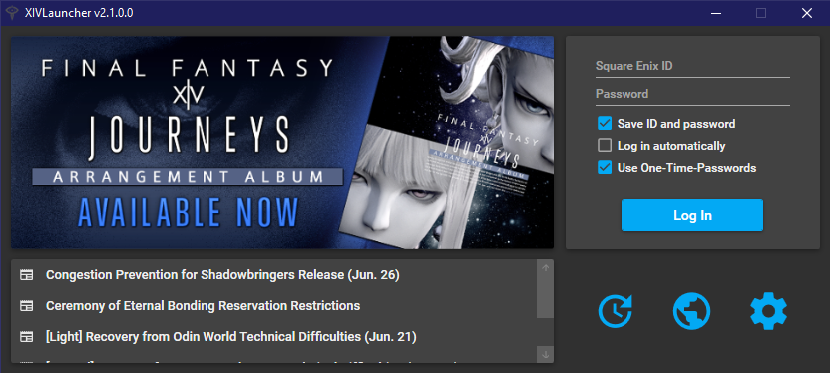 XIVLauncher v2.1.0.0
FINAL FANTASY
XIV
JOURNEYS
ARRANGEMENT ALBUM
AVAILABLE NOW
FINAL FANTASY
XIV
JOURNEYS
Square Enix ID
Password
Save ID and password
Log in automatically
Use One-Time-Passwords
Log In
Congestion Prevention for Shadowbringers Release (Jun. 26)
Ceremony of Eternal Bonding Reservation Restrictions
[Light] Recovery from Odin World Technical Difficulties (Jun. 21)